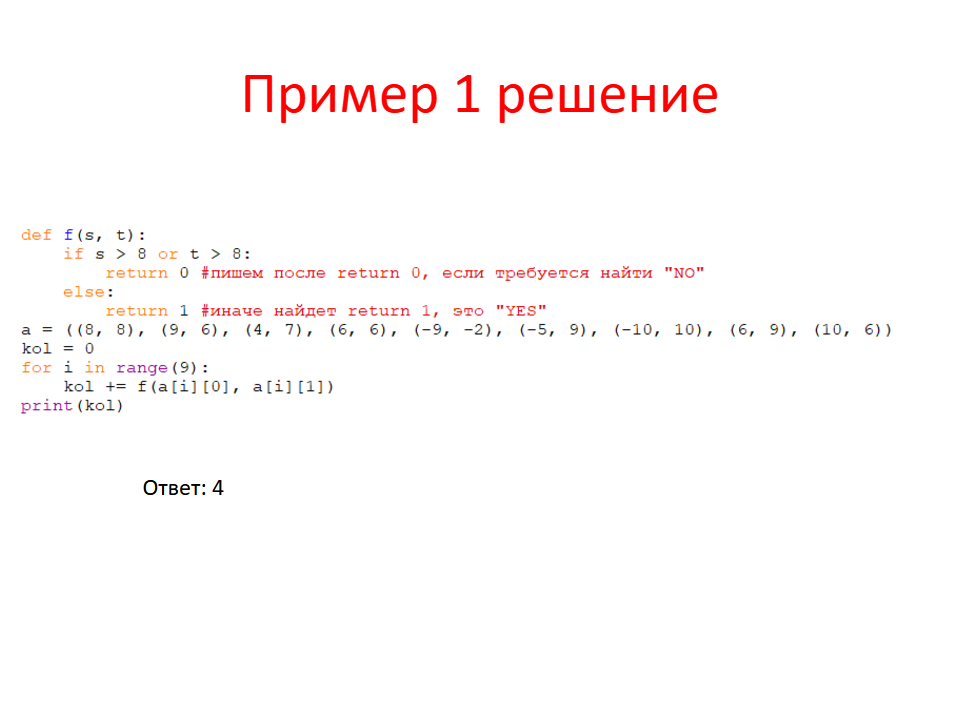 Пример 1 решение
def f(s, t):
    if s > 8 or t > 8:
        return 0 #пишем после return 0, если требуется найти "NO"
    else:
        return 1 #иначе найдет return 1, это "YES"
a = ((8, 8), (9, 6), (4, 7), (6, 6), (-9, -2), (-5, 9), (-10, 10), (6, 9), (10, 6))
kol = 0
for i in range(9):
    kol += f(a[i][0], a[i][1])
print(kol)
Ответ: 4